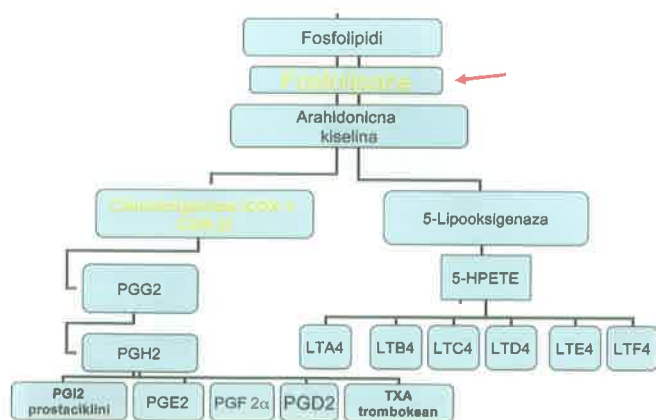 Fosfolipidi
Fosfolipaze
Arahidonicna
kiselina
5-Lipooksigenaza
PGG2
5-HPETE
PGH2
LTA4
LTB4
LTC4
LTD4
LTE4
LTF4
PGI2
prostaciklini
PGE2
PGF 2α
PGD2
TXA
tromboksan